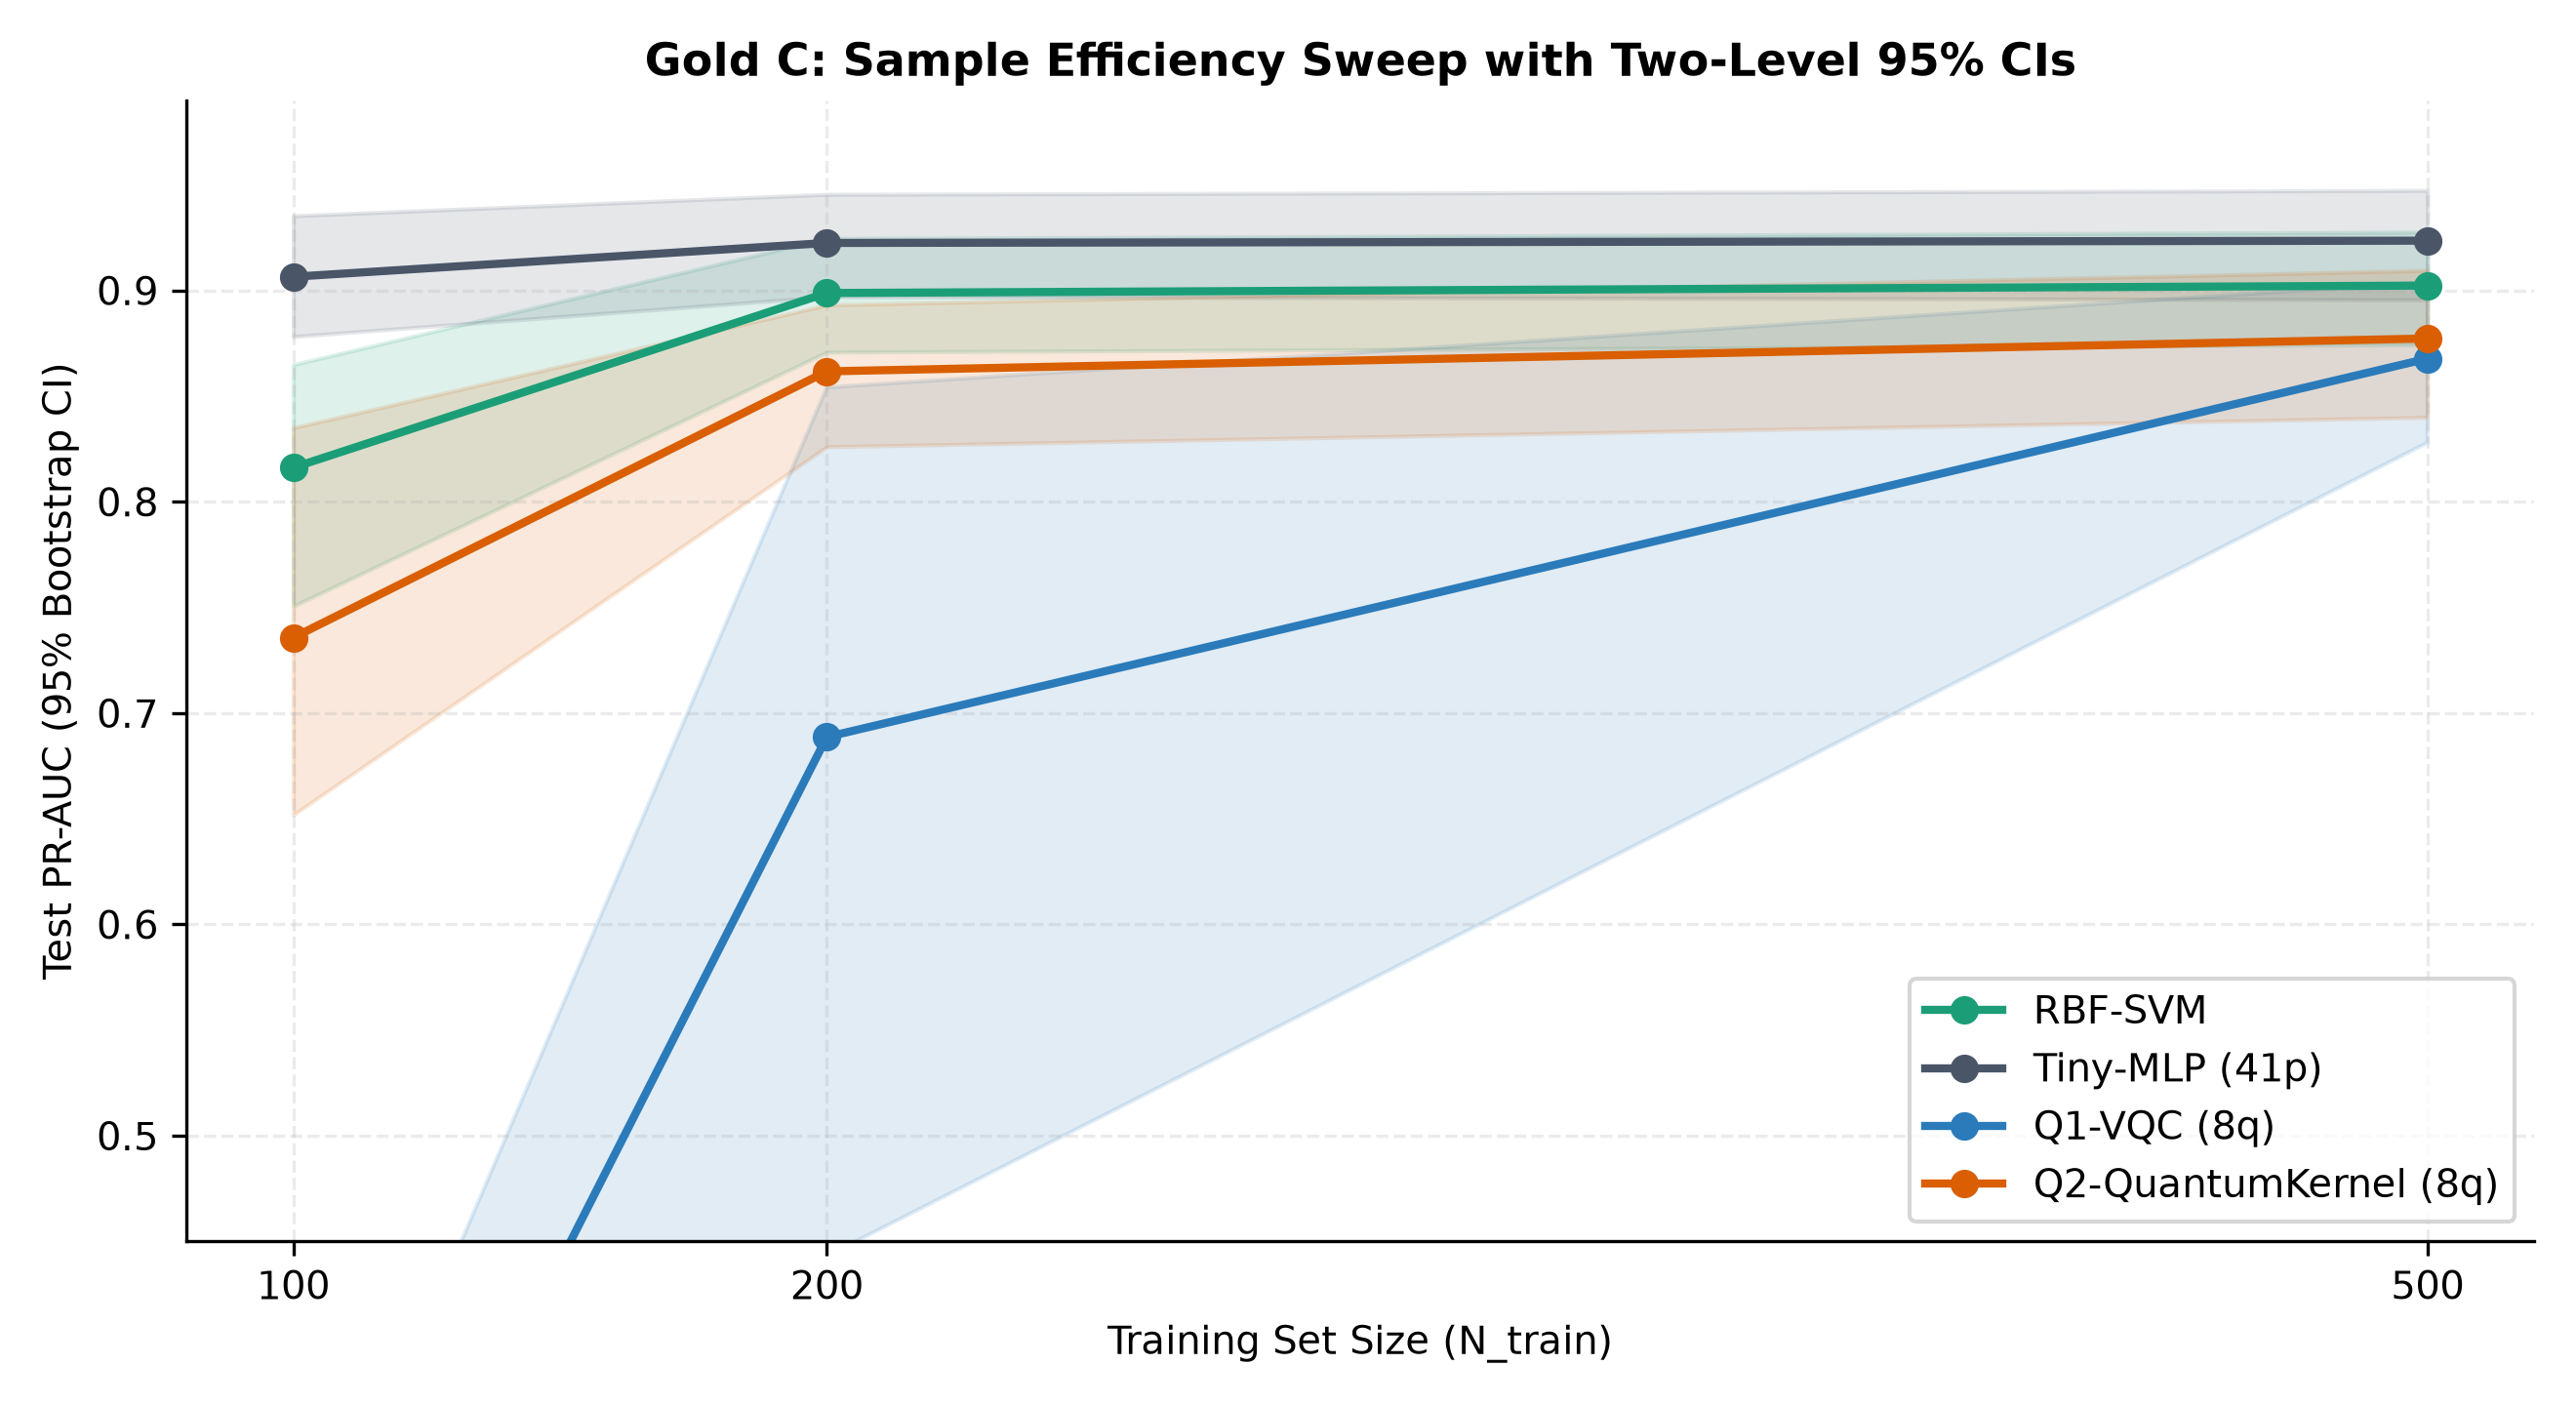 Gold C: Sample Efficiency Sweep with Two-Level 95% CIs
Test PR-AUC (95% Bootstrap CI)
0.9
0.8
0.7
0.6
0.5
100
200
500
Training Set Size (N_train)
RBF-SVM
Tiny-MLP (41p)
Q1-VQC (8q)
Q2-QuantumKernel (8q)